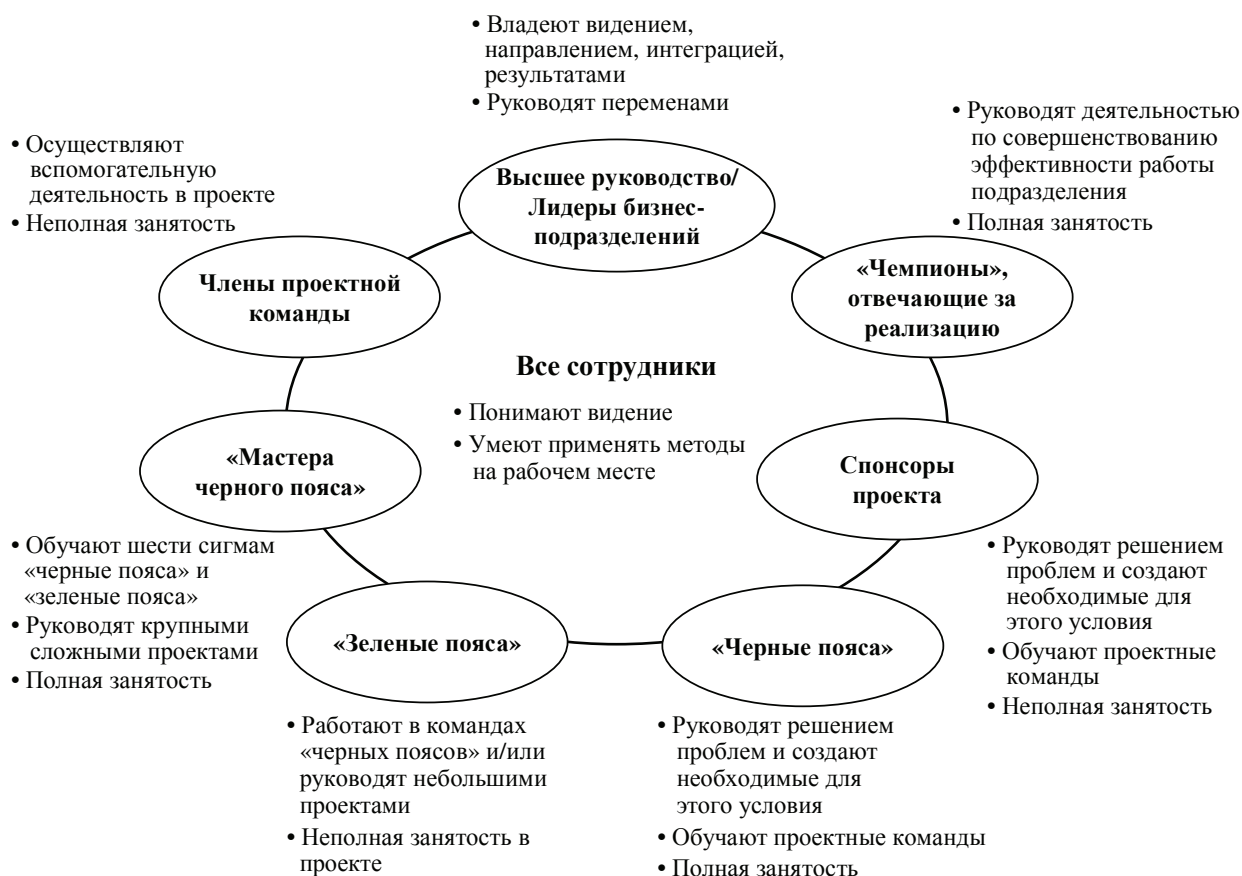 • Владеют видением,
направлением, интеграцией,
результатами
• Руководят переменами
• Руководят деятельностью
по совершенствованию
эффективности работы
подразделения
• Полная занятость
• Осуществляют
вспомогательную
деятельность в проекте
• Неполная занятость
Высшее руководство/
Лидеры бизнес-
подразделений
Члены проектной
команды
«Чемпионы»,
отвечающие за
реализацию
Все сотрудники
• Понимают видение
• Умеют применять методы
на рабочем месте
«Мастера
черного пояса»
Спонсоры
проекта
• Обучают шести сигмам
«черные пояса» и
«зеленые пояса»
• Руководят крупными
сложными проектами
• Полная занятость
• Руководят решением
проблем и создают
необходимые для
этого условия
• Обучают проектные
команды
• Неполная занятость
«Зеленые пояса»
«Черные пояса»
• Работают в командах
«черных поясов» и/или
руководят небольшими
проектами
• Неполная занятость в
проекте
• Руководят решением
проблем и создают
необходимые для
этого условия
• Обучают проектные команды
• Полная занятость